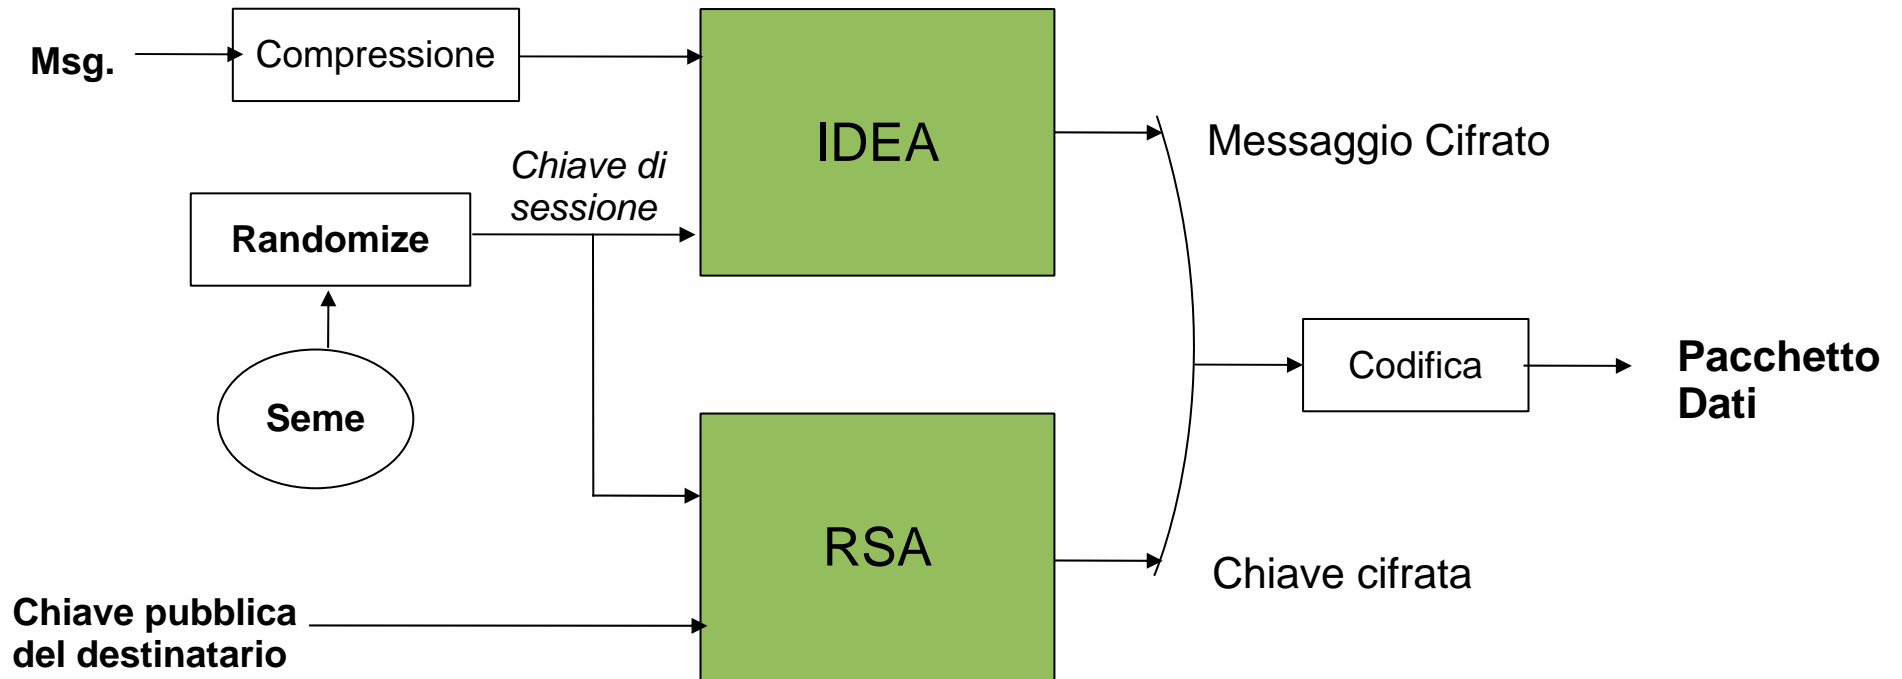 Msg.
Compressione
IDEA
Messaggio Cifrato
Chiave di
sessione
Randomize
Seme
Codifica
Pacchetto
Dati
RSA
Chiave cifrata
Chiave pubblica
del destinatario